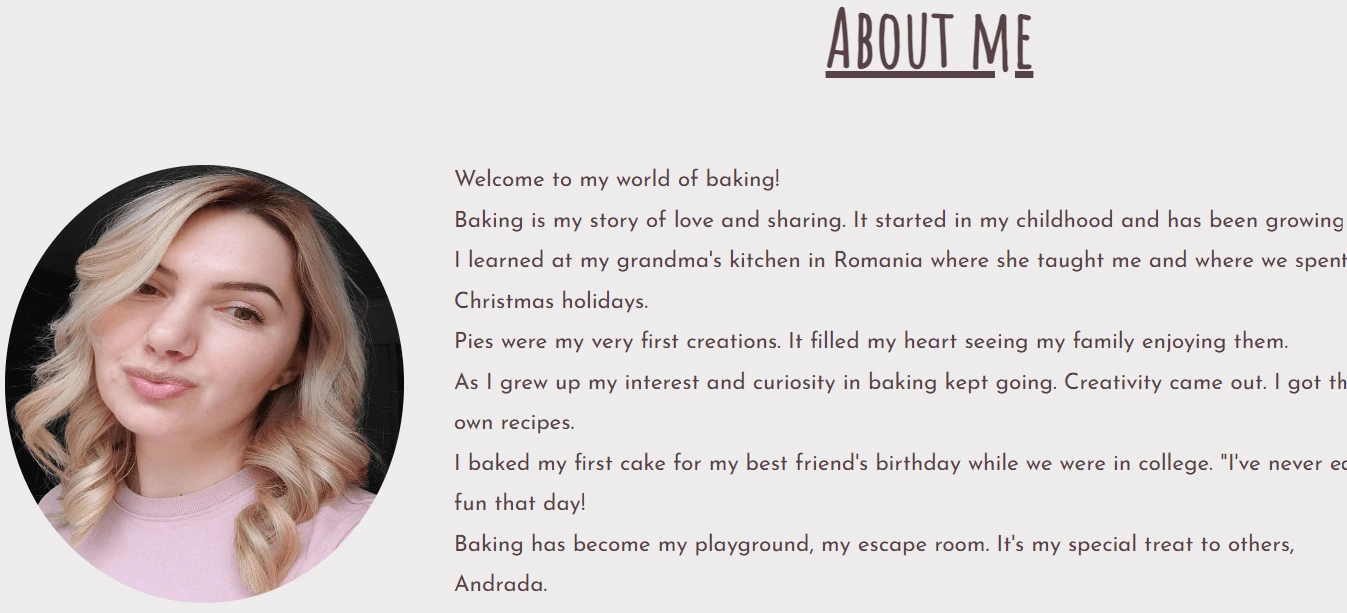 About me
Welcome to my world of baking!
Baking is my story of love and sharing. It started in my childhood and has been growing
I learned at my grandma's kitchen in Romania where she taught me and where we spent
Christmas holidays.
Pies were my very first creations. It filled my heart seeing my family enjoying them.
As I grew up my interest and curiosity in baking kept going. Creativity came out. I got
own recipes.
I baked my first cake for my best friend's birthday while we were in college. "I've never
fun that day!
Baking has become my playground, my escape room. It's my special treat to others,
Andrada.